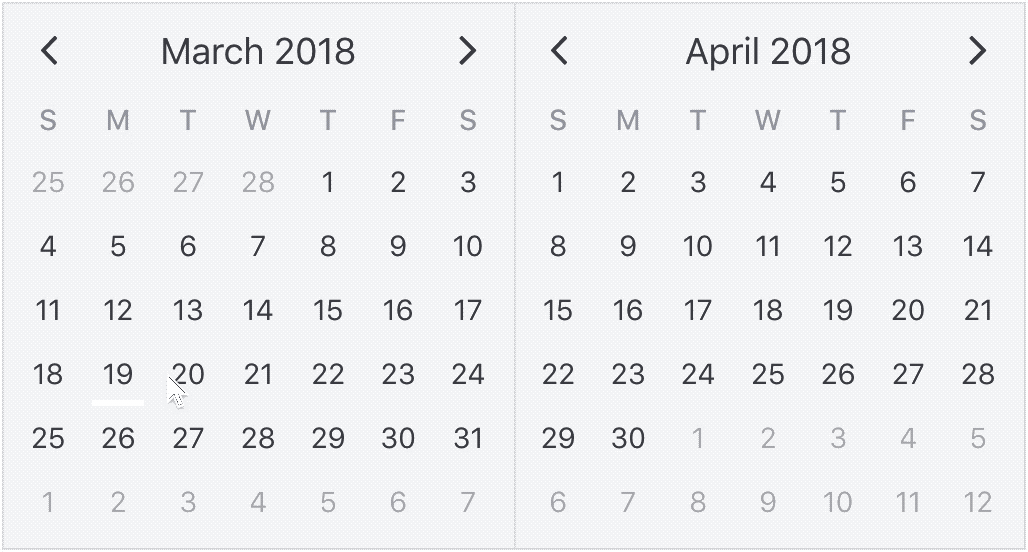 March 2018
S M T W T F S
25 26 27 28 1 2 3
4 5 6 7 8 9 10
11 12 13 14 15 16 17
18 19 20 21 22 23 24
25 26 27 28 29 30 31
1 2 3 4 5 6 7
April 2018
S M T W T F S
1 2 3 4 5 6 7
8 9 10 11 12 13 14
15 16 17 18 19 20 21
22 23 24 25 26 27 28
29 30 1 2 3 4 5
6 7 8 9 10 11 12